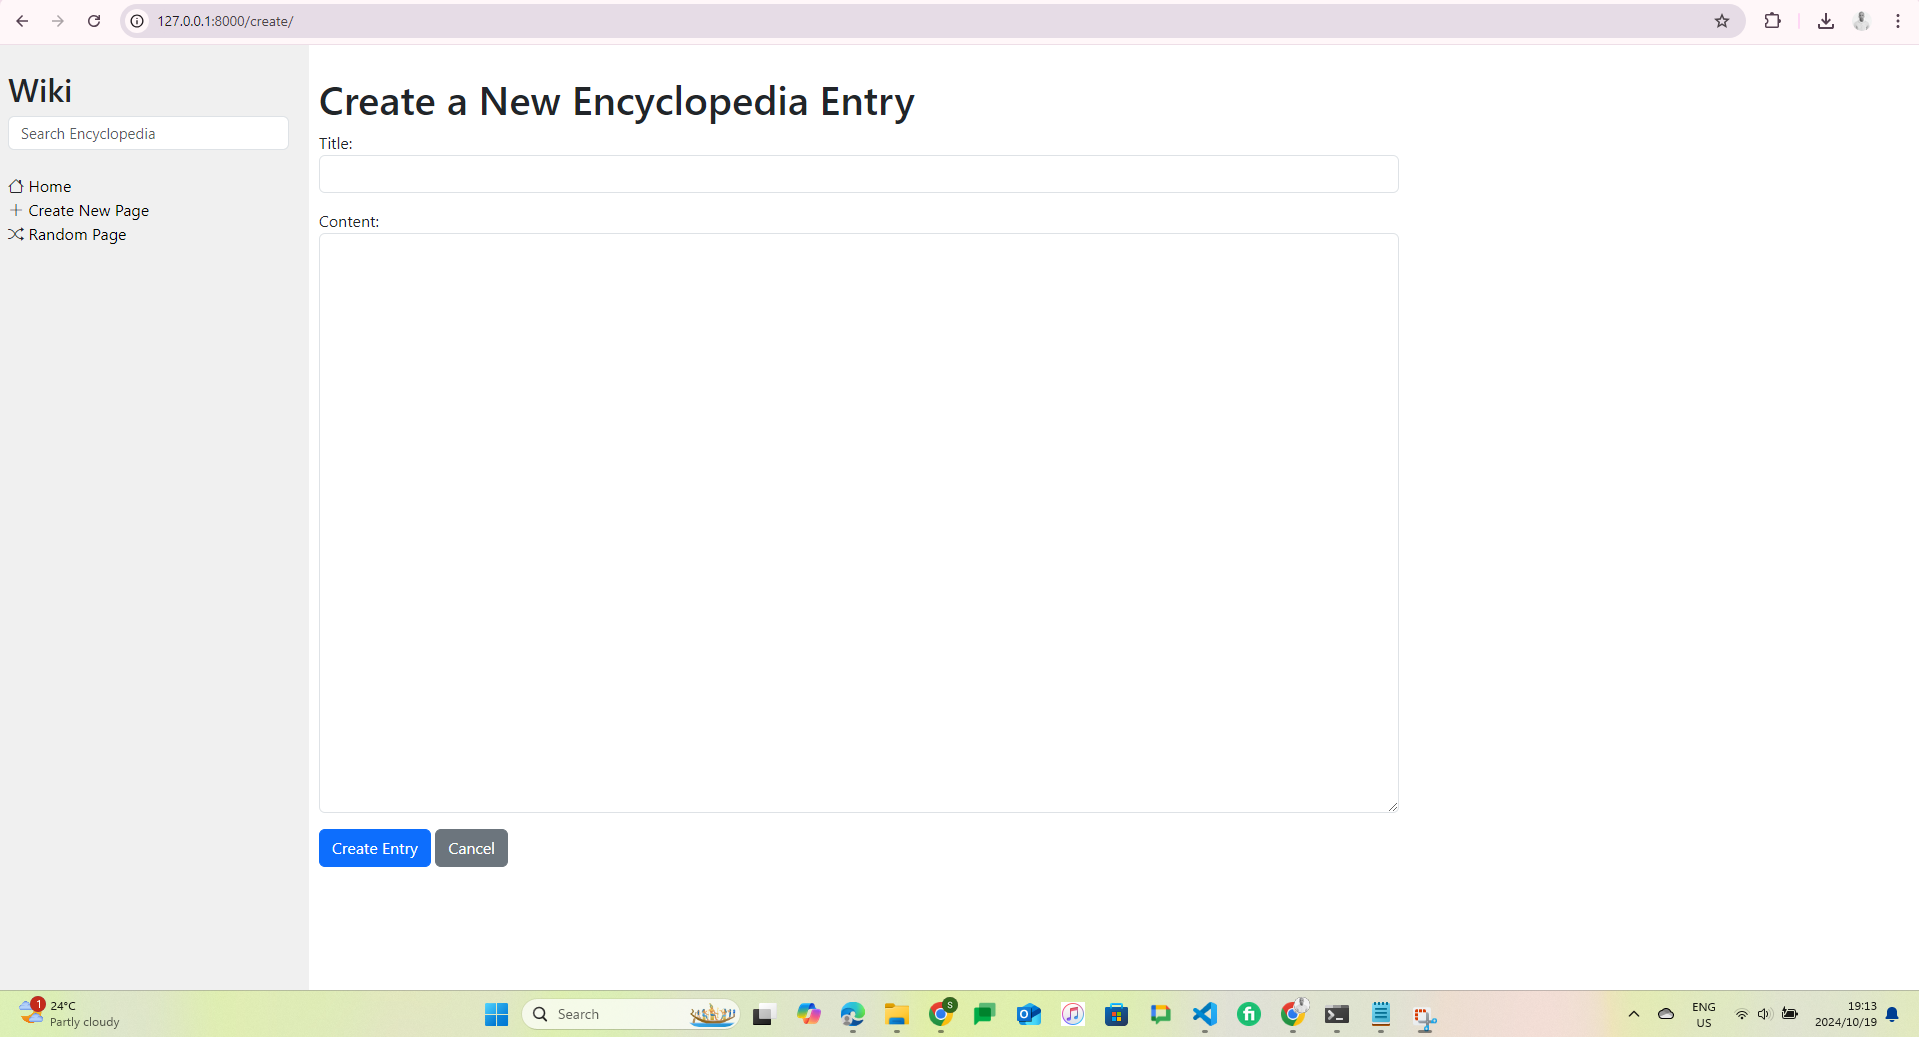 127.0.0.1:8000/create/
Wiki
Search Encyclopedia
Home
Create New Page
Random Page
Create a New Encyclopedia Entry
Title:
Content:
Create Entry
Cancel
1
24°C
Partly cloudy
Search
S
ENG
US
19:13
2024/10/19